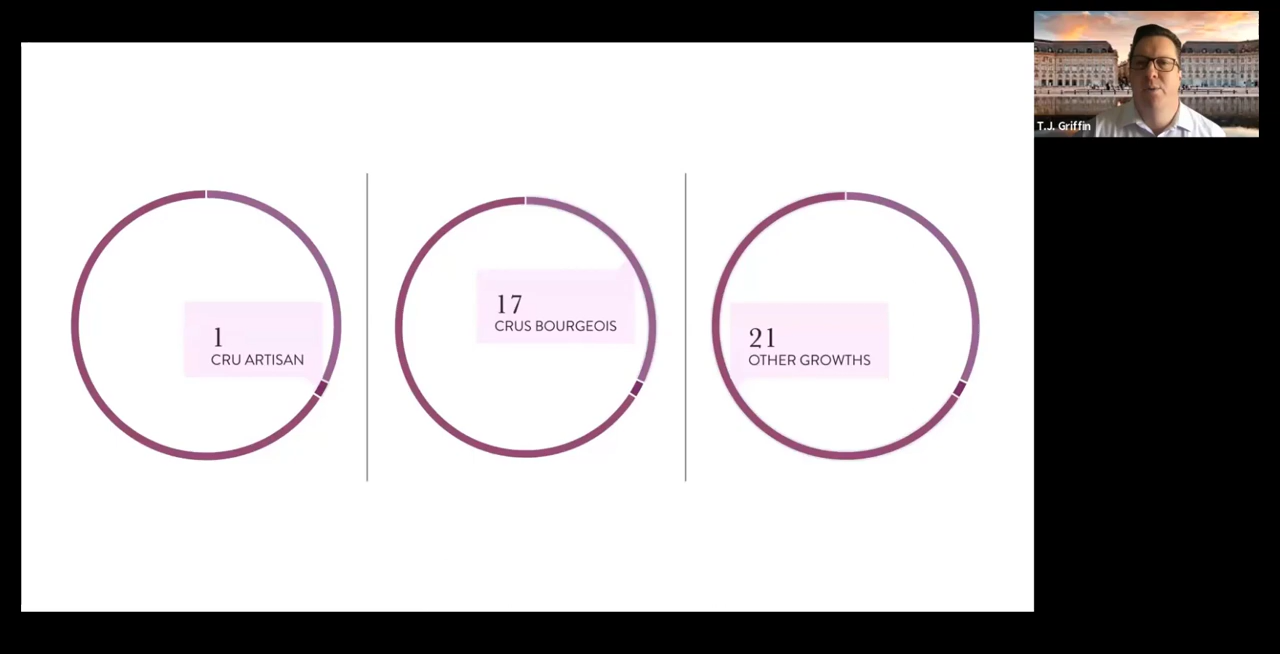 T.J. Griffin
1
CRU ARTISAN
17
CRUS BOURGEOIS
21
OTHER GROWTHS